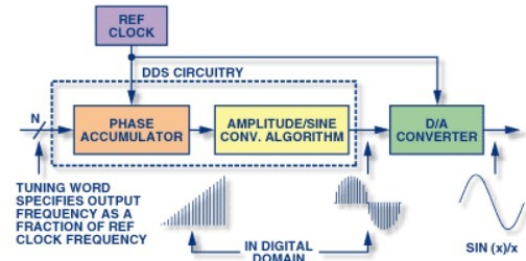 REF
CLOCK
DDS CIRCUITRY
N
PHASE
ACCUMULATOR
AMPLITUDE/SINE
CONV. ALGORITHM
D/A
CONVERTER
TUNING WORD
SPECIFIES OUTPUT
FREQUENCY AS A
FRACTION OF REF
CLOCK FREQUENCY
IN DIGITAL
DOMAIN
SIN (x)/x